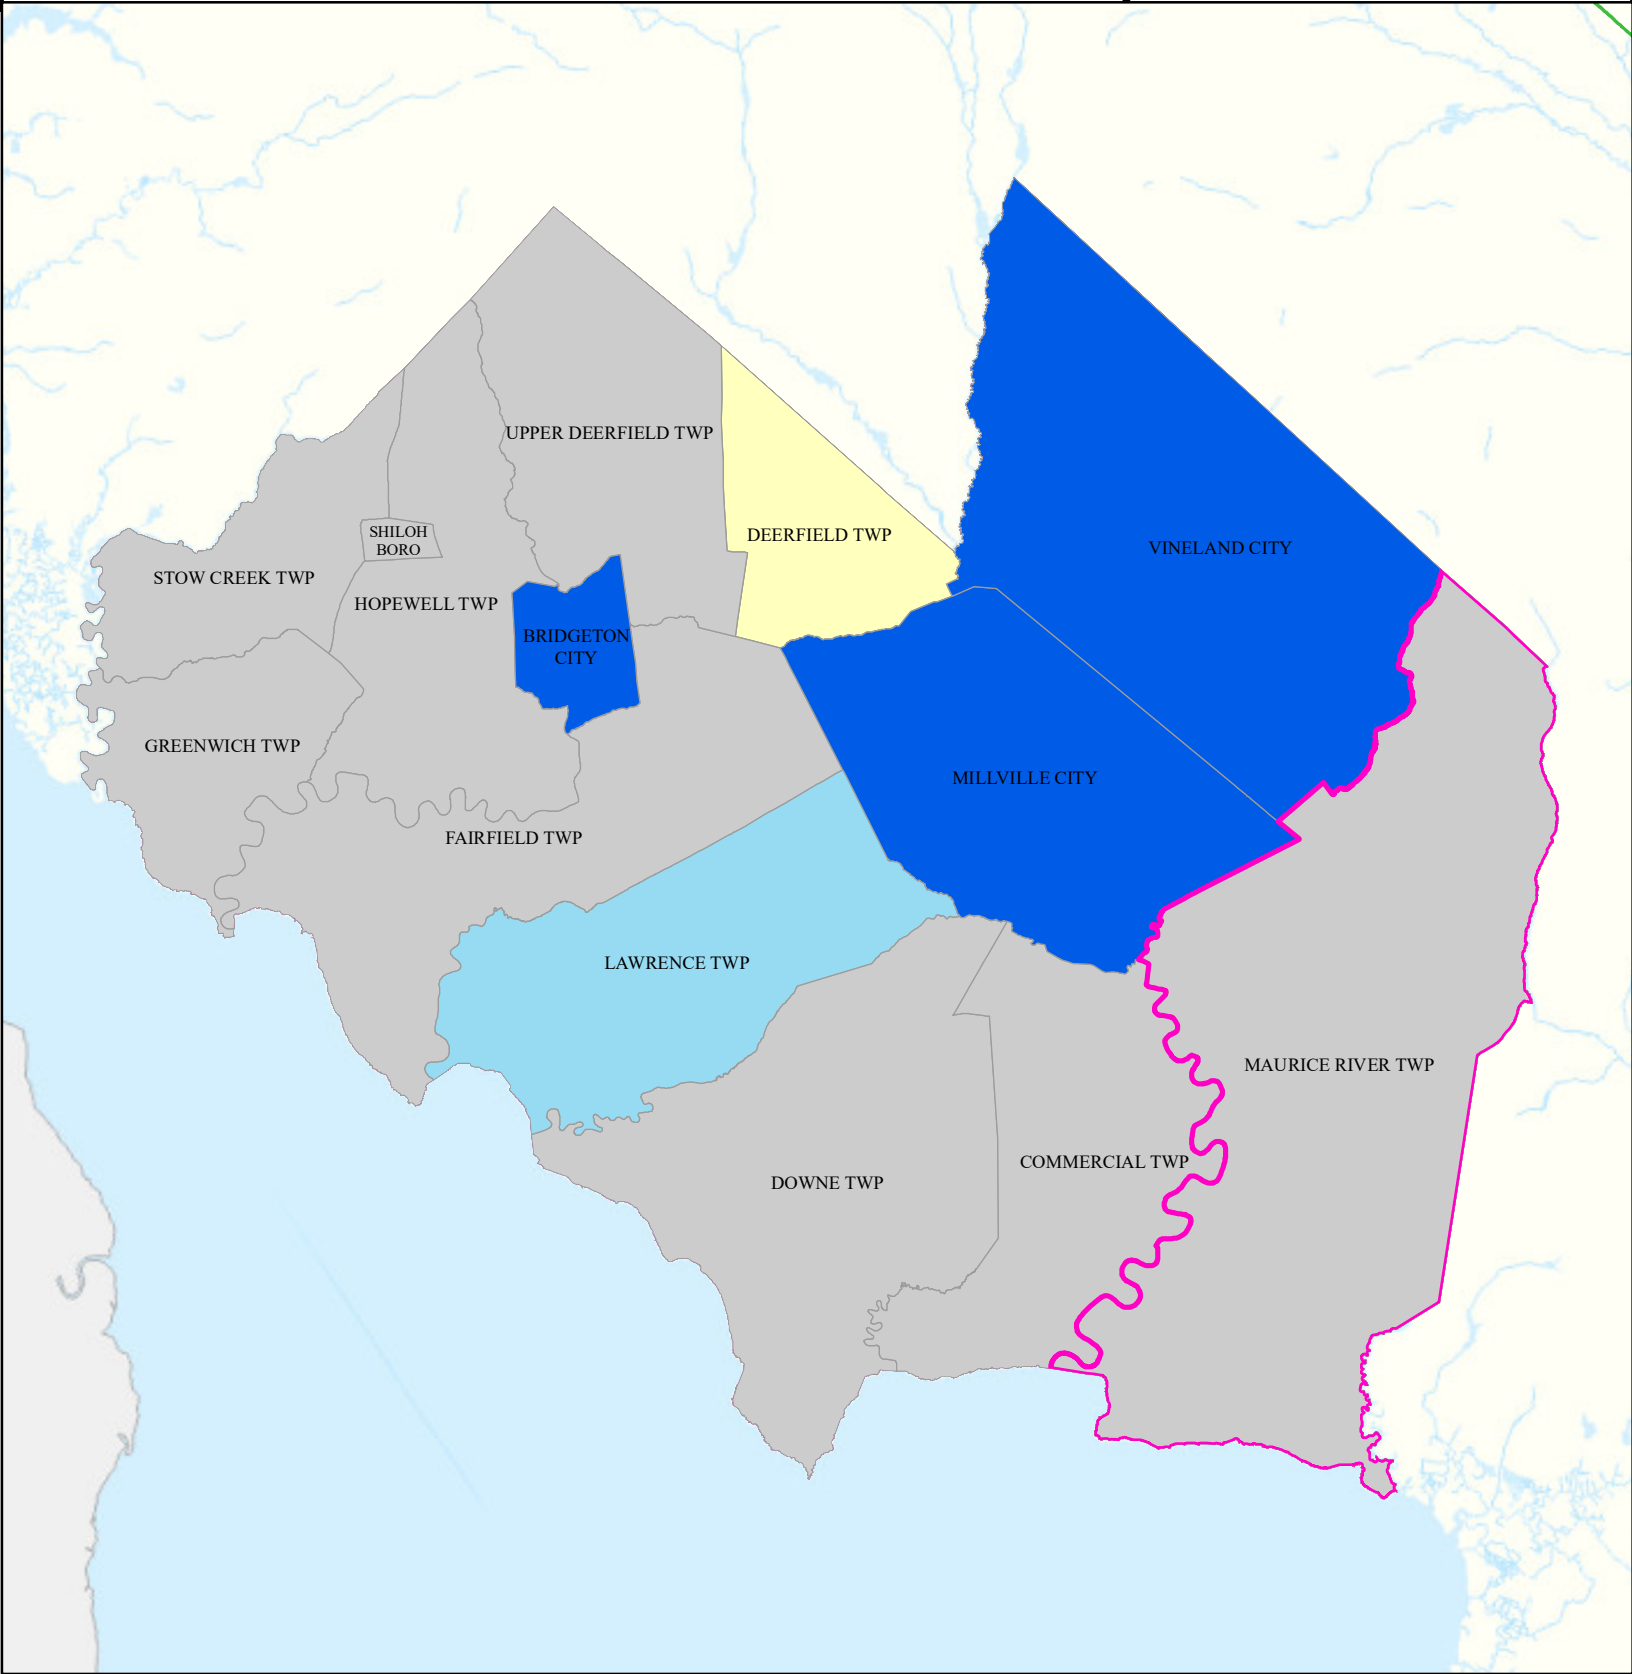 UPPER DEERFIELD TWP
DEERFIELD TWP
SHILOH
BORO
VINELAND CITY
STOW CREEK TWP
HOPEWELL TWP
BRIDGETON
CITY
GREENWICH TWP
MILLVILLE CITY
FAIRFIELD TWP
LAWRENCE TWP
MAURICE RIVER TWP
COMMERCIAL TWP
DOWNE TWP